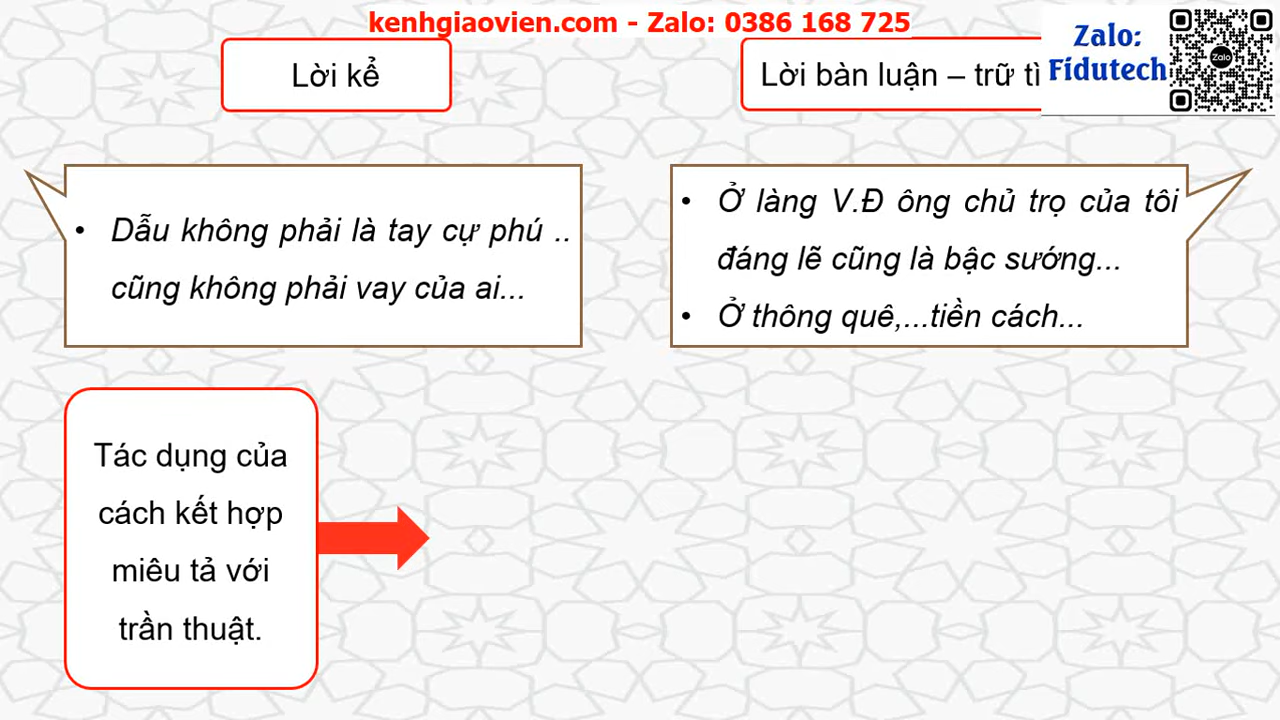 kenhgiaovien.com - Zalo: 0386 168 725
Zalo:
Fidutech
Zalo
Lời kể
Lời bàn luận – trữ tì
• Dẫu không phải là tay cự phú ..
cũng không phải vay của ai...
• Ở làng V.Đ ông chủ trọ của tôi
đáng lẽ cũng là bậc sướng...
• Ở thông quê,...tiền cách...
Tác dụng của
cách kết hợp
miêu tả với
trần thuật.